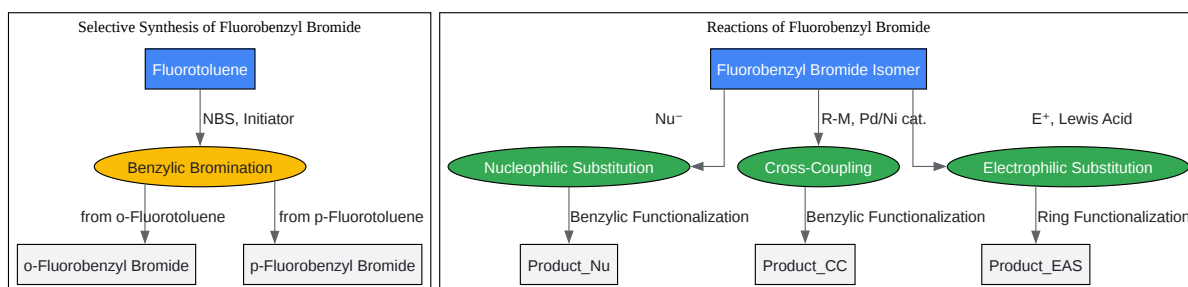 Selective Synthesis of Fluorobenzyl Bromide
Fluorotoluene
NBS, Initiator
Benzylic Bromination
from o-Fluorotoluene
from p-Fluorotoluene
o-Fluorobenzyl Bromide
p-Fluorobenzyl Bromide
Reactions of Fluorobenzyl Bromide
Fluorobenzyl Bromide Isomer
Nu⁻
R-M, Pd/Ni cat.
E⁺, Lewis Acid
Nucleophilic Substitution
Cross-Coupling
Electrophilic Substitution
Benzylic Functionalization
Benzylic Functionalization
Ring Functionalization
Product_Nu
Product_CC
Product_EAS